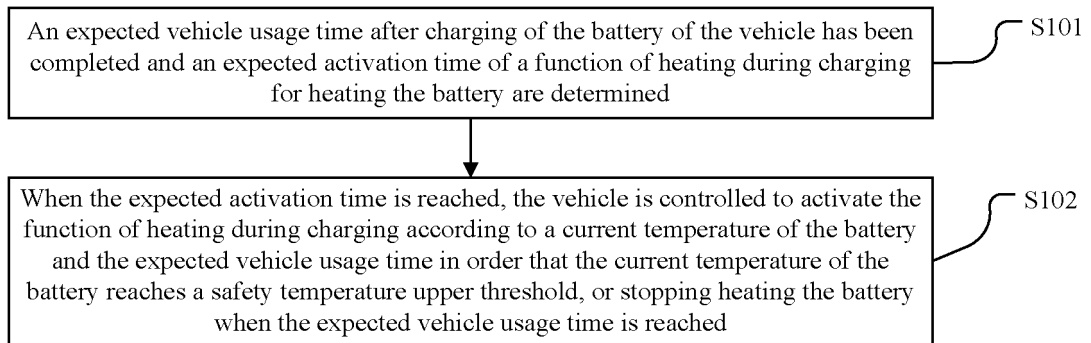 An expected vehicle usage time after charging of the battery of the vehicle has been
completed and an expected activation time of a function of heating during charging
for heating the battery are determined
S101
When the expected activation time is reached, the vehicle is controlled to activate the
function of heating during charging according to a current temperature of the battery
and the expected vehicle usage time in order that the current temperature of the
battery reaches a safety temperature upper threshold, or stopping heating the battery
when the expected vehicle usage time is reached
S102